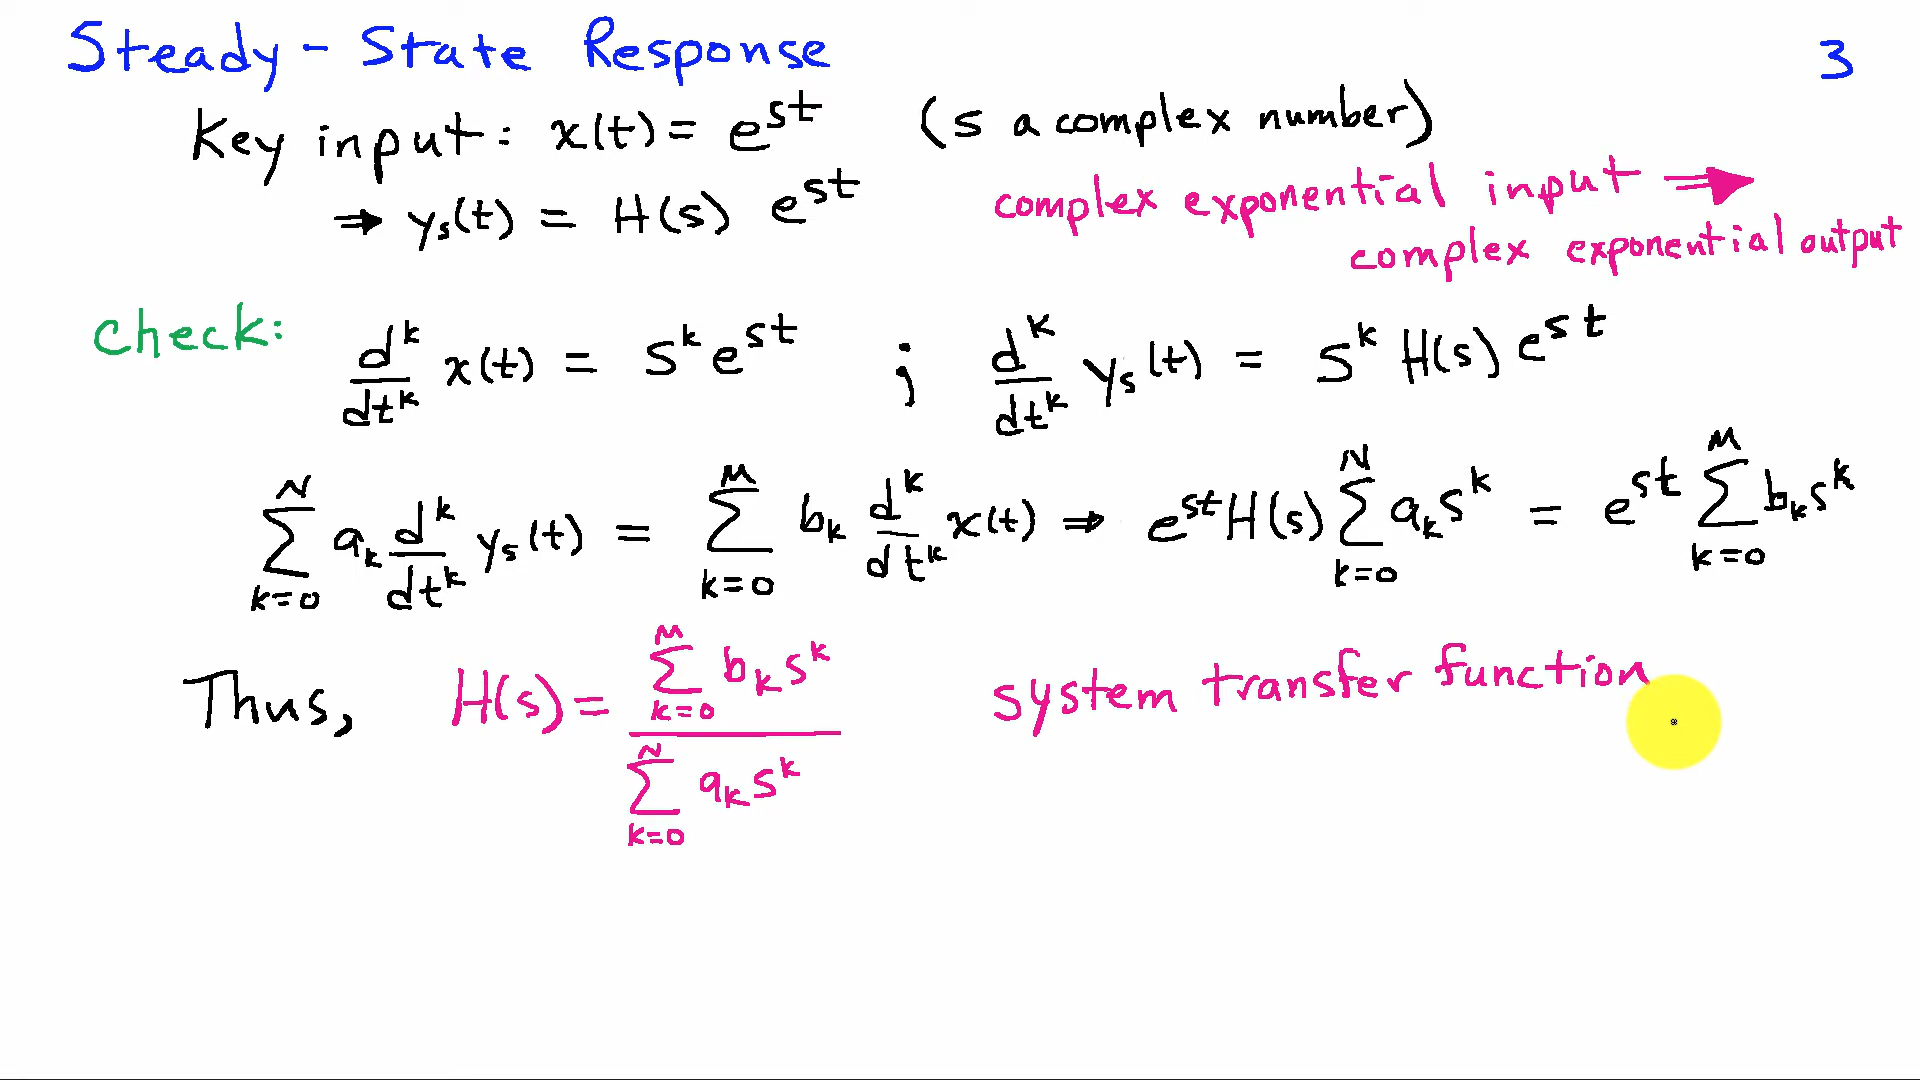 Steady-State Response 3
Key input: x(t) = e^{st} (s a complex number)
⇒ y_s(t) = H(s) e^{st} complex exponential input ⇒
complex exponential output
Check: d^k/dt^k x(t) = s^k e^{st} ; d^k/dt^k y_s(t) = s^k H(s) e^{st}
∑_{k=0}^{N} a_k d^k/dt^k y_s(t) = ∑_{k=0}^{M} b_k d^k/dt^k x(t) ⇒ e^{st} H(s) ∑_{k=0}^{N} a_k s^k = e^{st} ∑_{k=0}^{M} b_k s^k
Thus, H(s) = ∑_{k=0}^{M} b_k s^k / ∑_{k=0}^{N} a_k s^k system transfer function